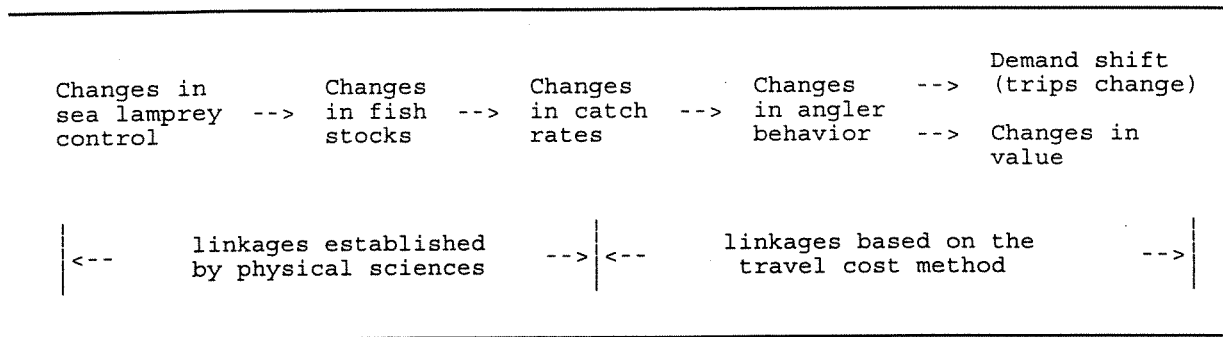 Demand shift
Changes in Changes Changes Changes --> (trips change)
sea lamprey --> in fish --> in catch --> in angler
control stocks rates behavior --> Changes in
value
|<-- linkages established -->|<-- linkages based on the -->|
by physical sciences travel cost method